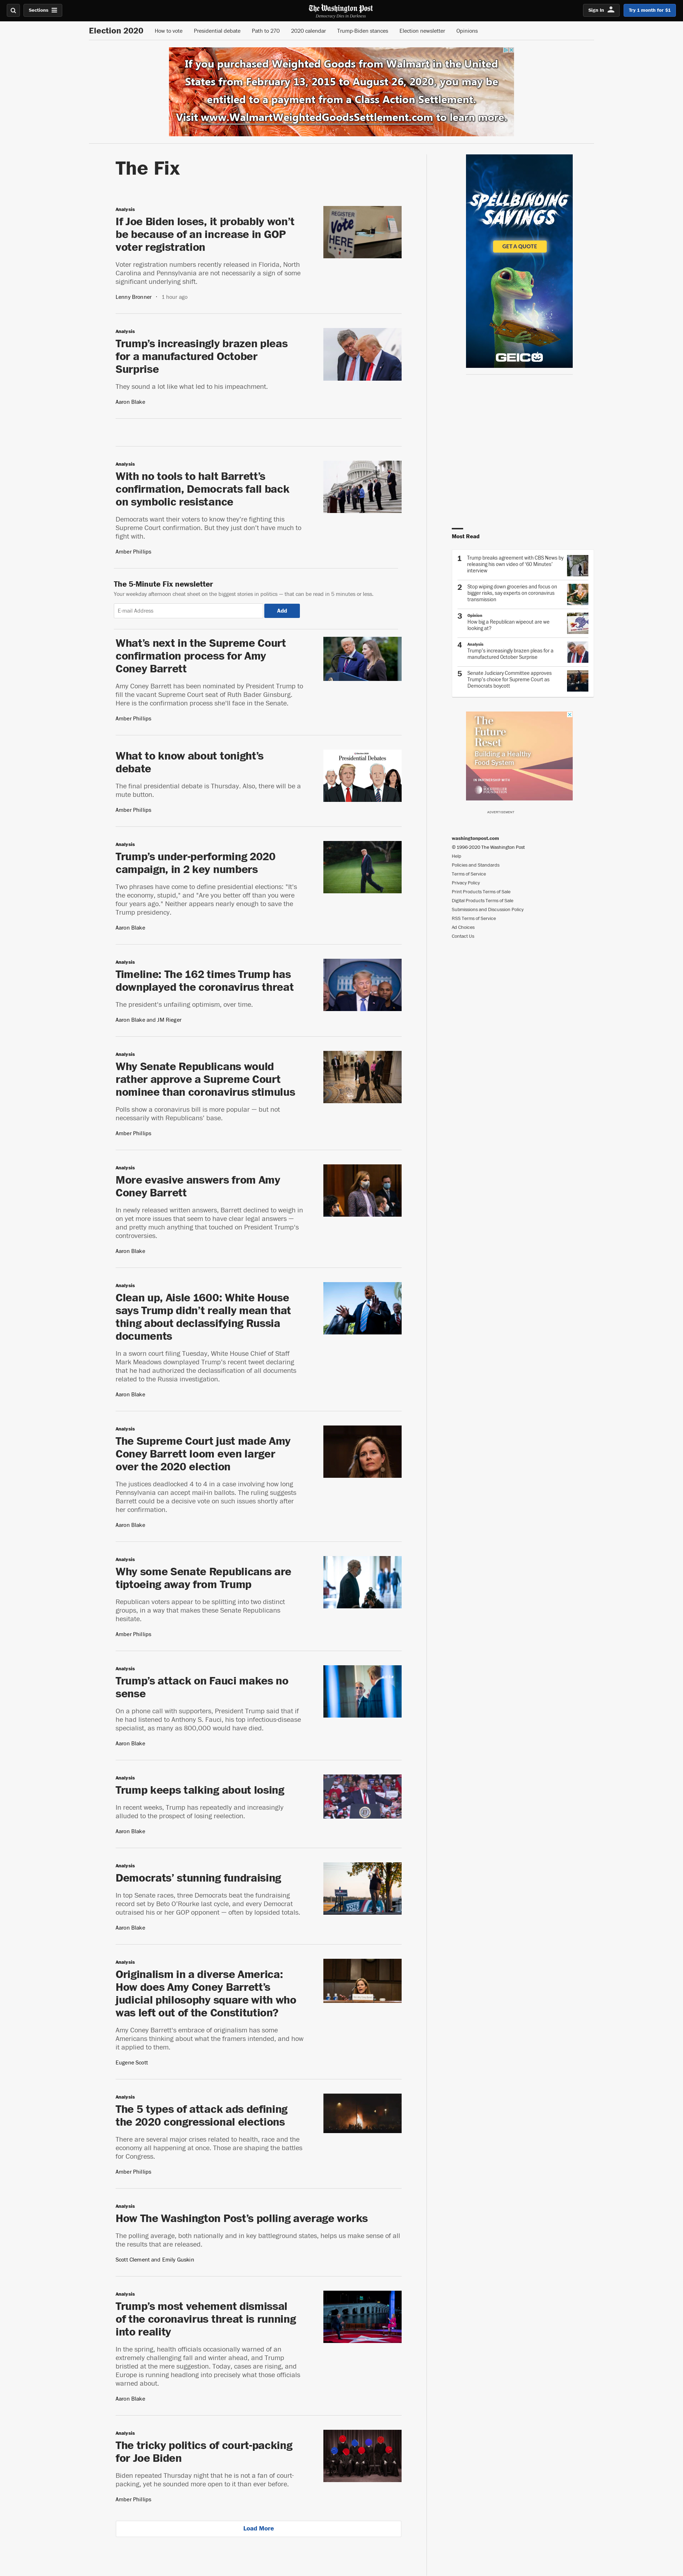 Sections
The Washington Post
Democracy Dies in Darkness
Sign In
Try 1 month for $1
Election 2020
How to vote
Presidential debate
Path to 270
2020 calendar
Trump-Biden stances
Election newsletter
Opinions
If you purchased Weighted Goods from Walmart in the United
States from February 13, 2015 to August 26, 2020, you may be
entitled to a payment from a Class Action Settlement.
Visit www.WalmartWeightedGoodsSettlement.com to learn more.
The Fix
Analysis
If Joe Biden loses, it probably won't
be because of an increase in GOP
voter registration
Voter registration numbers recently released in Florida, North
Carolina and Pennsylvania are not necessarily a sign of some
significant underlying shift.
Lenny Bronner • 1 hour ago
REGISTER
Vote
HERE
Analysis
Trump's increasingly brazen pleas
for a manufactured October
Surprise
They sound a lot like what led to his impeachment.
Aaron Blake
Analysis
With no tools to halt Barrett's
confirmation, Democrats fall back
on symbolic resistance
Democrats want their voters to know they're fighting this
Supreme Court confirmation. But they just don't have much to
fight with.
Amber Phillips
The 5-Minute Fix newsletter
Your weekday afternoon cheat sheet on the biggest stories in politics — that can be read in 5 minutes or less.
E-mail Address
Add
What's next in the Supreme Court
confirmation process for Amy
Coney Barrett
Amy Coney Barrett has been nominated by President Trump to
fill the vacant Supreme Court seat of Ruth Bader Ginsburg.
Here is the confirmation process she'll face in the Senate.
Amber Phillips
What to know about tonight's
debate
The final presidential debate is Thursday. Also, there will be a
mute button.
Amber Phillips
Presidential Debates
Analysis
Trump's under-performing 2020
campaign, in 2 key numbers
Two phrases have come to define presidential elections: "It's
the economy, stupid," and "Are you better off than you were
four years ago." Neither appears nearly enough to save the
Trump presidency.
Aaron Blake
Analysis
Timeline: The 162 times Trump has
downplayed the coronavirus threat
The president's unfailing optimism, over time.
Aaron Blake and JM Rieger
Analysis
Why Senate Republicans would
rather approve a Supreme Court
nominee than coronavirus stimulus
Polls show a coronavirus bill is more popular — but not
necessarily with Republicans' base.
Amber Phillips
Analysis
More evasive answers from Amy
Coney Barrett
In newly released written answers, Barrett declined to weigh in
on yet more issues that seem to have clear legal answers —
and pretty much anything that touched on President Trump's
controversies.
Aaron Blake
Analysis
Clean up, Aisle 1600: White House
says Trump didn't really mean that
thing about declassifying Russia
documents
In a sworn court filing Tuesday, White House Chief of Staff
Mark Meadows downplayed Trump's recent tweet declaring
that he had authorized the declassification of all documents
related to the Russia investigation.
Aaron Blake
Analysis
The Supreme Court just made Amy
Coney Barrett loom even larger
over the 2020 election
The justices deadlocked 4 to 4 in a case involving how long
Pennsylvania can accept mail-in ballots. The ruling suggests
Barrett could be a decisive vote on such issues shortly after
her confirmation.
Aaron Blake
Analysis
Why some Senate Republicans are
tiptoeing away from Trump
Republican voters appear to be splitting into two distinct
groups, in a way that makes these Senate Republicans
hesitate.
Amber Phillips
Analysis
Trump's attack on Fauci makes no
sense
On a phone call with supporters, President Trump said that if
he had listened to Anthony S. Fauci, his top infectious-disease
specialist, as many as 800,000 would have died.
Aaron Blake
Analysis
Trump keeps talking about losing
In recent weeks, Trump has repeatedly and increasingly
alluded to the prospect of losing reelection.
Aaron Blake
Analysis
Democrats' stunning fundraising
In top Senate races, three Democrats beat the fundraising
record set by Beto O'Rourke last cycle, and every Democrat
outraised his or her GOP opponent — often by lopsided totals.
Aaron Blake
Analysis
Originalism in a diverse America:
How does Amy Coney Barrett's
judicial philosophy square with who
was left out of the Constitution?
Amy Coney Barrett's embrace of originalism has some
Americans thinking about what the framers intended, and how
it applied to them.
Eugene Scott
Analysis
The 5 types of attack ads defining
the 2020 congressional elections
There are several major crises related to health, race and the
economy all happening at once. Those are shaping the battles
for Congress.
Amber Phillips
Analysis
How The Washington Post's polling average works
The polling average, both nationally and in key battleground states, helps us make sense of all
the results that are released.
Scott Clement and Emily Guskin
Analysis
Trump's most vehement dismissal
of the coronavirus threat is running
into reality
In the spring, health officials occasionally warned of an
extremely challenging fall and winter ahead, and Trump
bristled at the mere suggestion. Today, cases are rising, and
Europe is running headlong into precisely what those officials
warned about.
Aaron Blake
Analysis
The tricky politics of court-packing
for Joe Biden
Biden repeated Thursday night that he is not a fan of court-
packing, yet he sounded more open to it than ever before.
Amber Phillips
Load More
SPELLBINDING
SAVINGS
GET A QUOTE
GEICO
Most Read
1
Trump breaks agreement with CBS News by
releasing his own video of '60 Minutes'
interview
2
Stop wiping down groceries and focus on
bigger risks, say experts on coronavirus
transmission
3
Opinion
How big a Republican wipeout are we
looking at?
4
Analysis
Trump's increasingly brazen pleas for a
manufactured October Surprise
5
Senate Judiciary Committee approves
Trump's choice for Supreme Court as
Democrats boycott
The
Future
Reset
Building a Healthy
Food System
IN PARTNERSHIP WITH
ADVERTISEMENT
washingtonpost.com
© 1996-2020 The Washington Post
Help
Policies and Standards
Terms of Service
Privacy Policy
Print Products Terms of Sale
Digital Products Terms of Sale
Submissions and Discussion Policy
RSS Terms of Service
Ad Choices
Contact Us